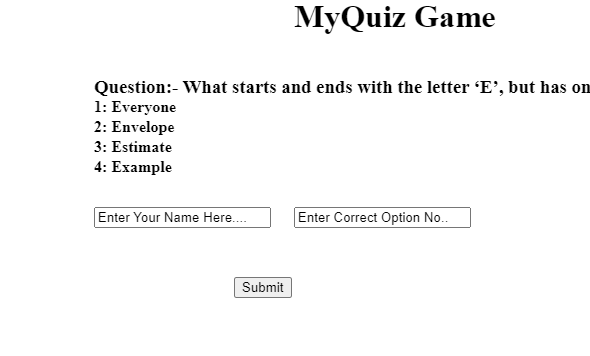 MyQuiz Game
Question:- What starts and ends with the letter ‘E’, but has on
1: Everyone
2: Envelope
3: Estimate
4: Example
Enter Your Name Here.... Enter Correct Option No..
Submit